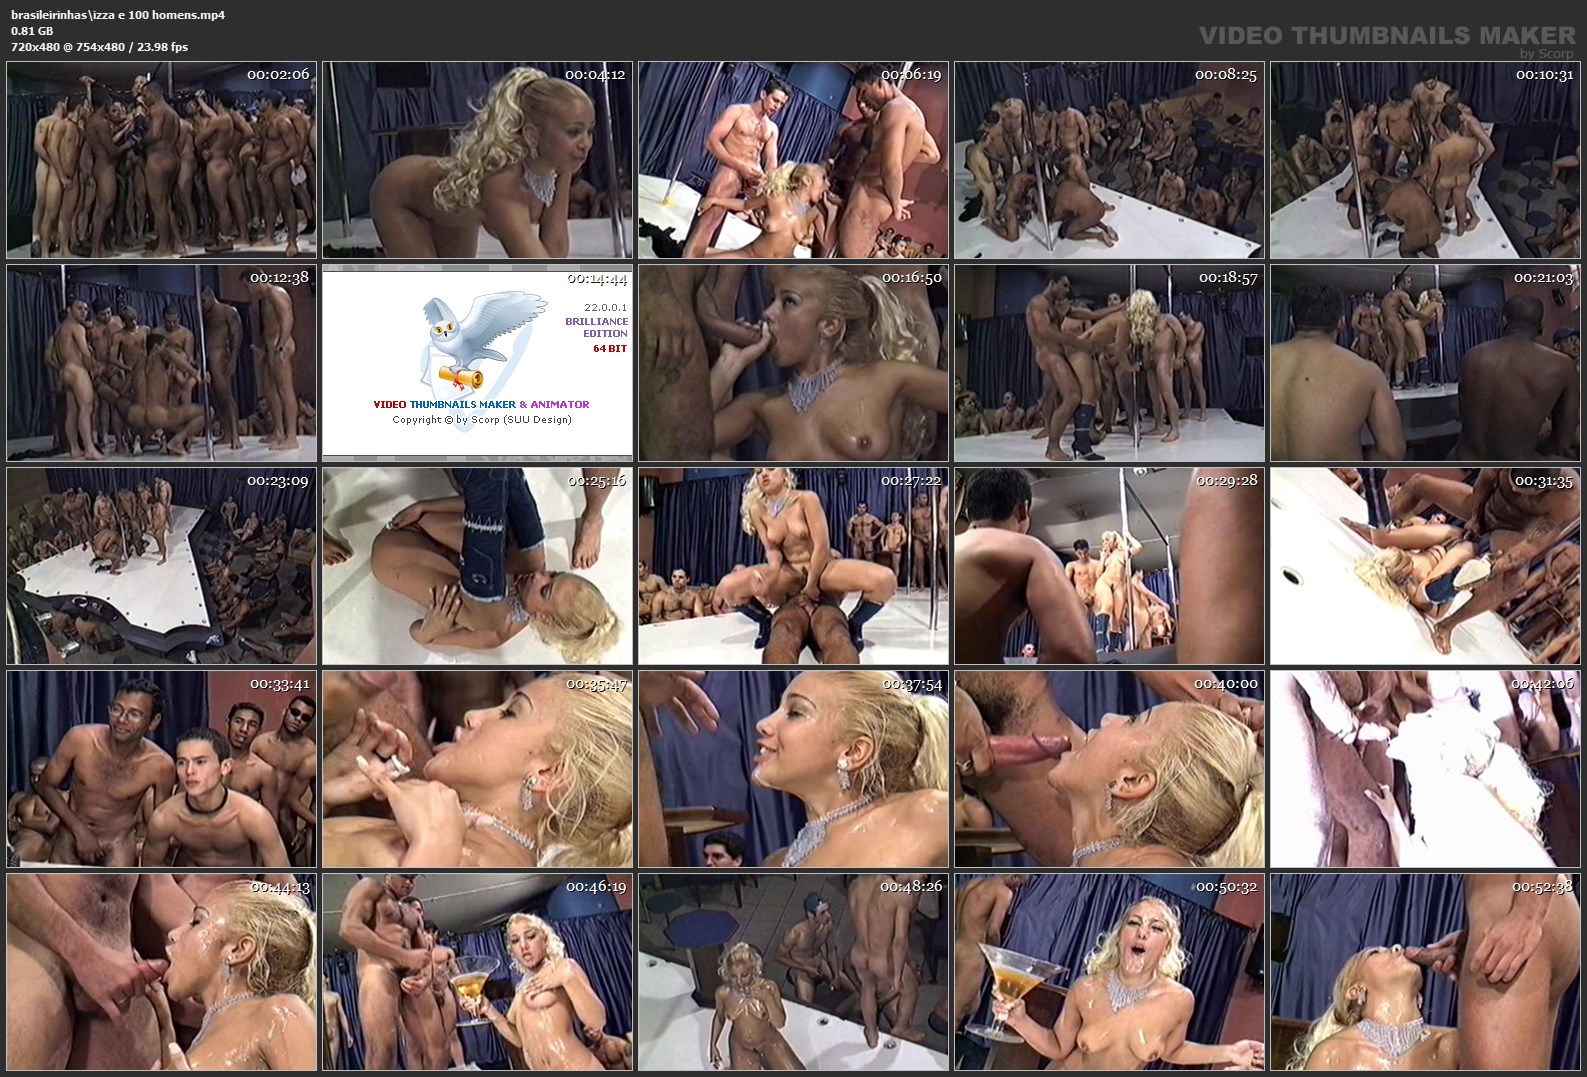 brasileirinhas\izza e 100 homens.mp4
0.81 GB
720x480 @ 754x480 / 23.98 fps
VIDEO THUMBNAILS MAKER
by Scorp
00:02:06
00:04:12
00:06:19
00:08:25
00:10:31
00:12:38
00:14:44
22.0.0.1
BRILLIANCE
EDITION
64 BIT
VIDEO THUMBNAILS MAKER & ANIMATOR
Copyright © by Scorp (SUU Design)
00:16:50
00:18:57
00:21:03
00:23:09
00:25:16
00:27:22
00:29:28
00:31:35
00:33:41
00:35:47
00:37:54
00:40:00
00:42:06
00:44:13
00:46:19
00:48:26
00:50:32
00:52:38